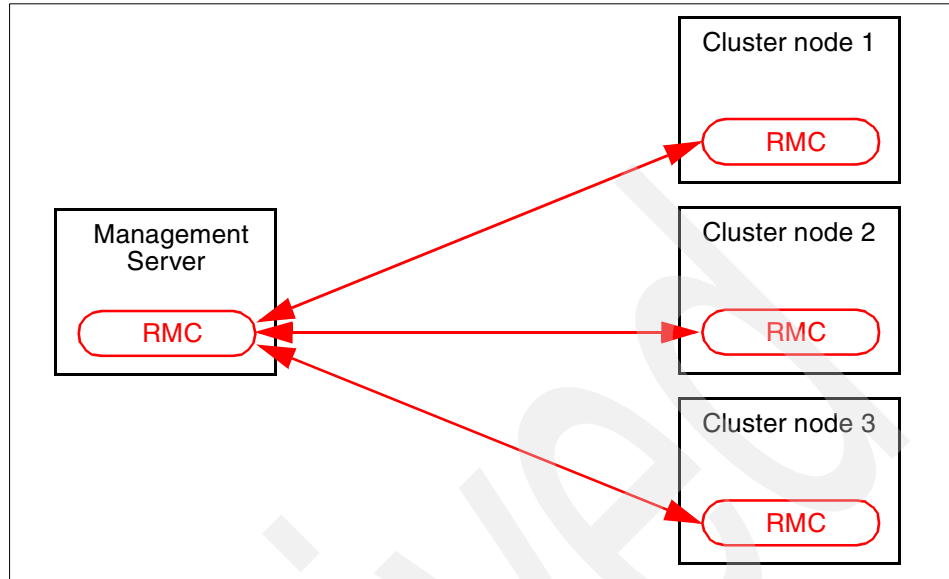 Cluster node 1
RMC
Management
Server
RMC
Cluster node 2
RMC
Cluster node 3
RMC